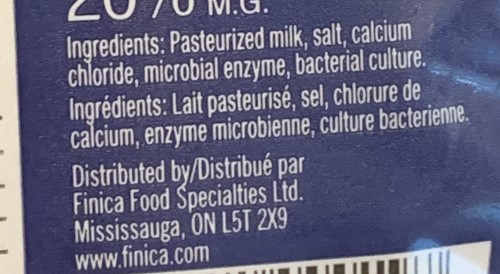 20% M.G.
Ingredients: Pasteurized milk, salt, calcium
chloride, microbial enzyme, bacterial culture.
Ingrédients: Lait pasteurisé, sel, chlorure de
calcium, enzyme microbienne, culture bacterienne.
Distributed by/Distribué par
Finica Food Specialties Ltd.
Mississauga, ON L5T 2X9
www.finica.com